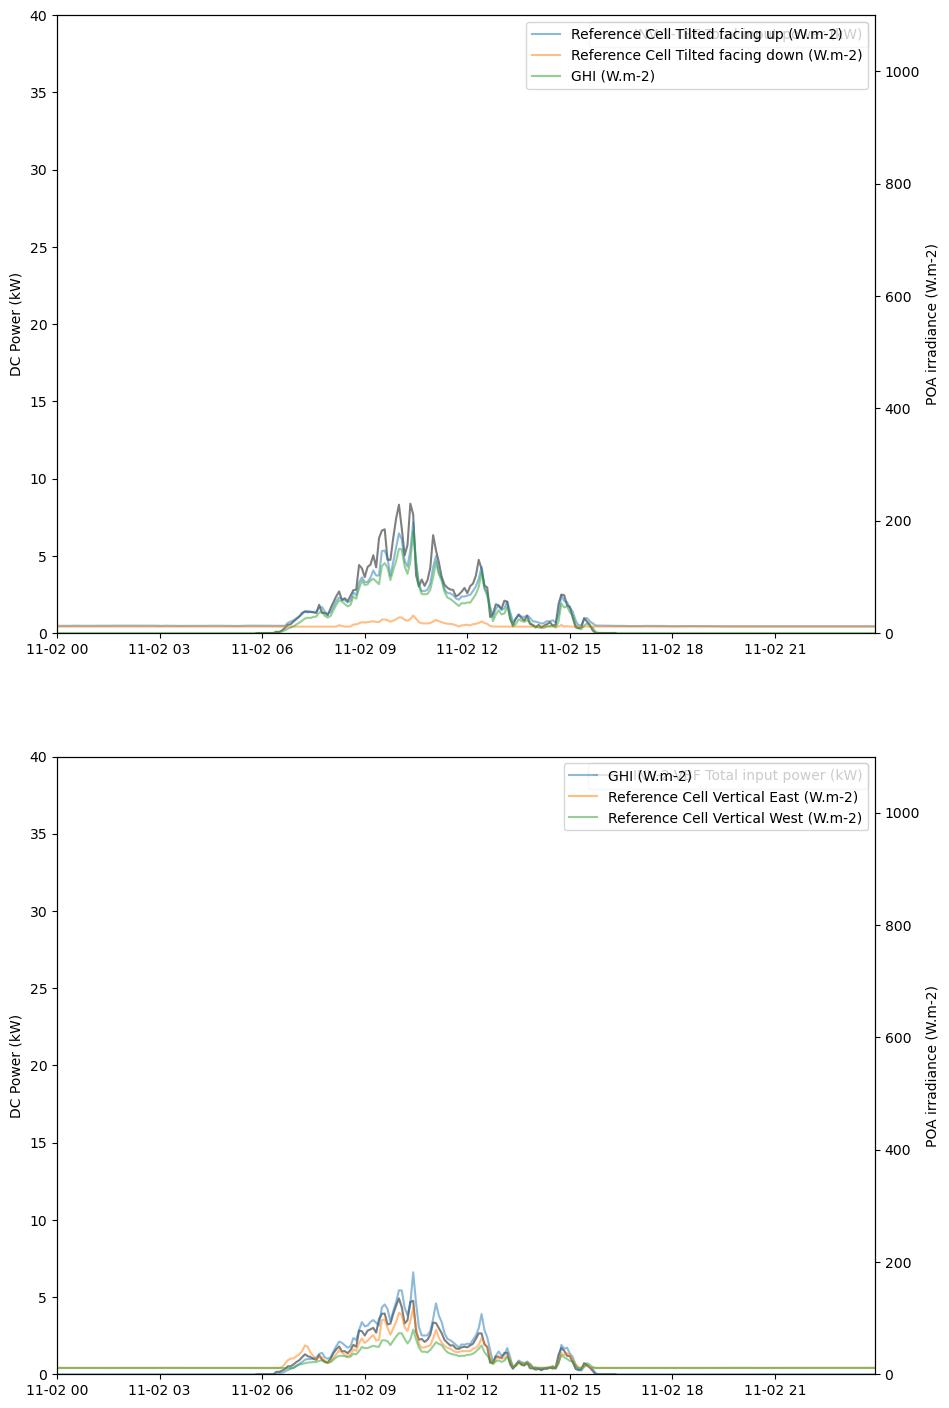 40
35
30
25
20
15
10
5
0
DC Power (kW)
Reference Cell Tilted facing up (W.m-2)
Reference Cell Tilted facing down (W.m-2)
GHI (W.m-2)
1000
800
600
400
200
0
POA irradiance (W.m-2)
11-02 00 11-02 03 11-02 06 11-02 09 11-02 12 11-02 15 11-02 18 11-02 21
40
35
30
25
20
15
10
5
0
DC Power (kW)
GHI (W.m-2)
Total input power (kW)
Reference Cell Vertical East (W.m-2)
Reference Cell Vertical West (W.m-2)
1000
800
600
400
200
0
POA irradiance (W.m-2)
11-02 00 11-02 03 11-02 06 11-02 09 11-02 12 11-02 15 11-02 18 11-02 21